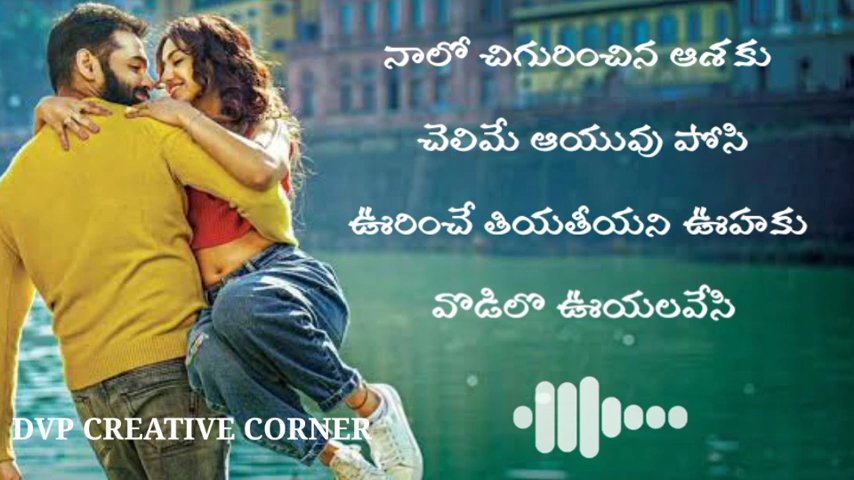 నాలో చిగురించిన ఆశకు
చెలిమే ఆయువు పోసి
ఊరించే తియతీయని ఊహకు
వొడిలొ ఊయలవేసి
DVP CREATIVE CORNER